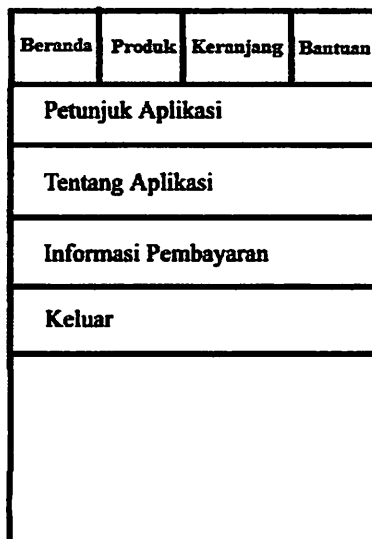 Beranda Produk Keranjang Bantuan
Petunjuk Aplikasi
Tentang Aplikasi
Informasi Pembayaran
Keluar